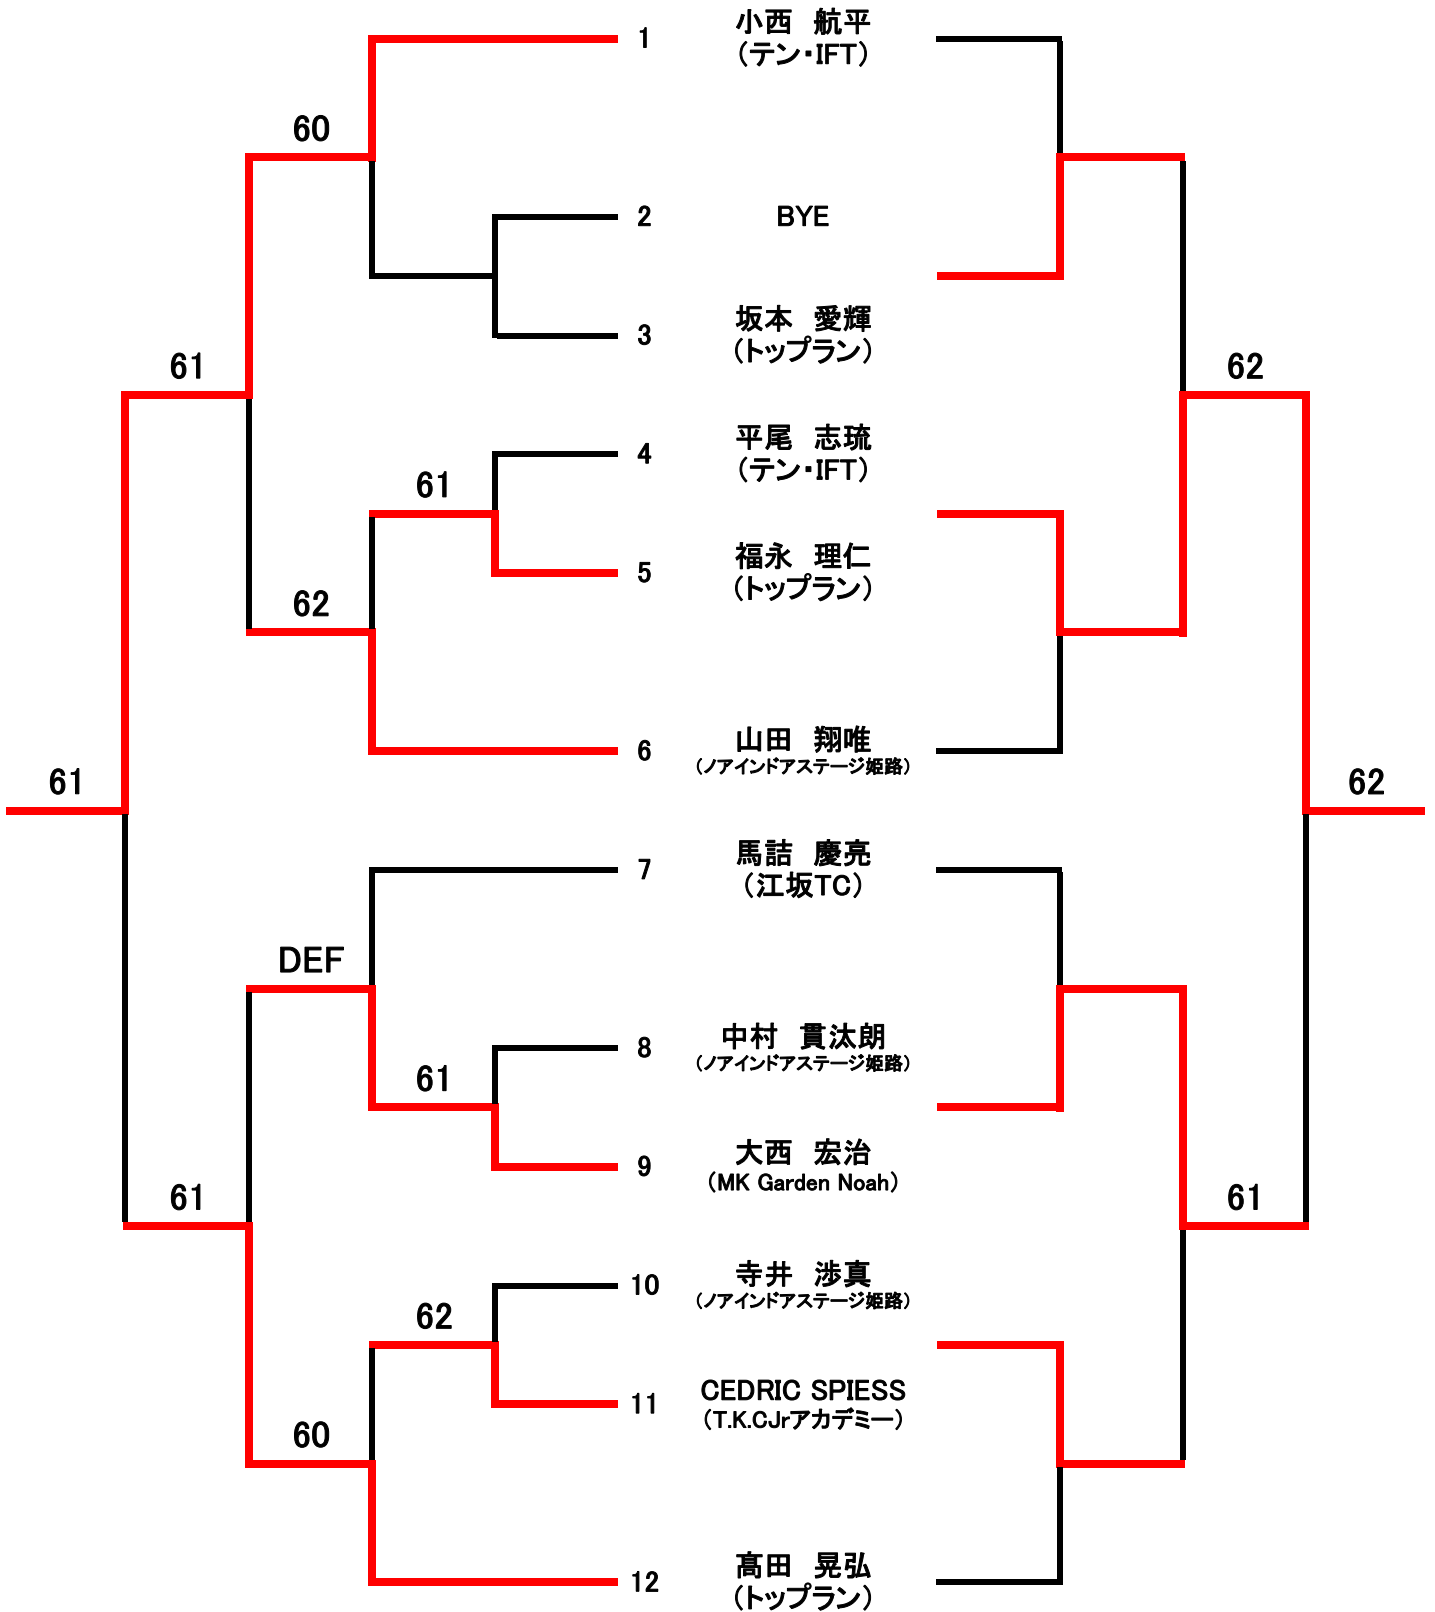 1 小西　航平
(テン・IFT)
60
2 BYE
3 坂本　愛輝
(トップラン)
61 62
4 平尾　志琉
(テン・IFT)
61
5 福永　理仁
(トップラン)
62
6 山田　翔唯
(ノアインドアステージ姫路)
61 62
7 馬詰　慶亮
(江坂TC)
DEF
8 中村　貫汰朗
(ノアインドアステージ姫路)
61
9 大西　宏治
(MK Garden Noah)
61 61
10 寺井　渉真
(ノアインドアステージ姫路)
62
11 CEDRIC SPIESS
(T.K.CJrアカデミー)
60
12 髙田　晃弘
(トップラン)